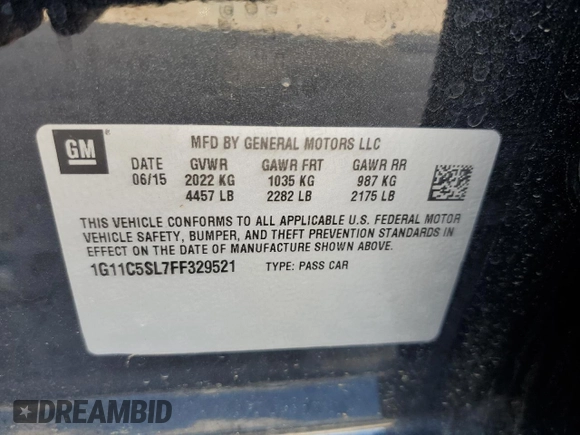 GM
MFD BY GENERAL MOTORS LLC
DATE GVWR GAWR FRT GAWR RR
06/15 2022 KG 1035 KG 987 KG
4457 LB 2282 LB 2175 LB
THIS VEHICLE CONFORMS TO ALL APPLICABLE U.S. FEDERAL MOTOR
VEHICLE SAFETY, BUMPER, AND THEFT PREVENTION STANDARDS IN
EFFECT ON THE DATE OF MANUFACTURE SHOWN ABOVE.
1G11C5SL7FF329521 TYPE: PASS CAR
DREAMBID